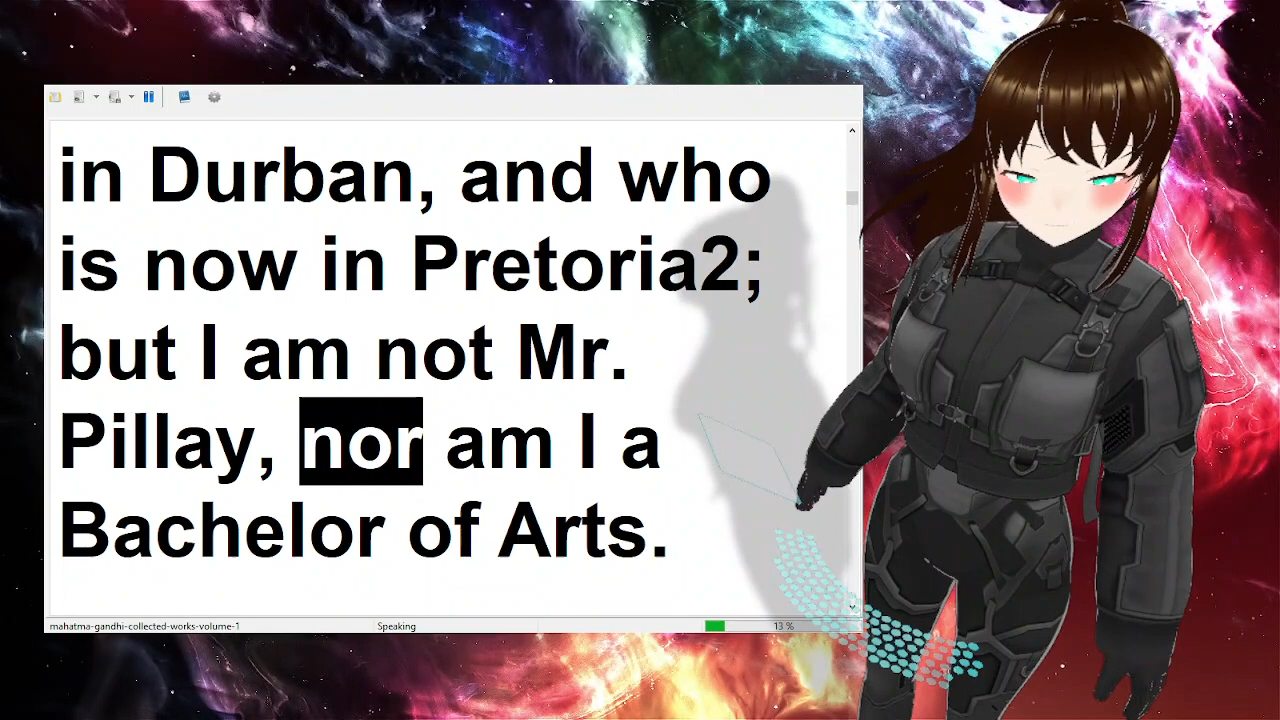 in Durban, and who
is now in Pretoria2;
but I am not Mr.
Pillay, nor am I a
Bachelor of Arts.
mahatma-gandhi-collected-works-volume-1 Speaking 13 %